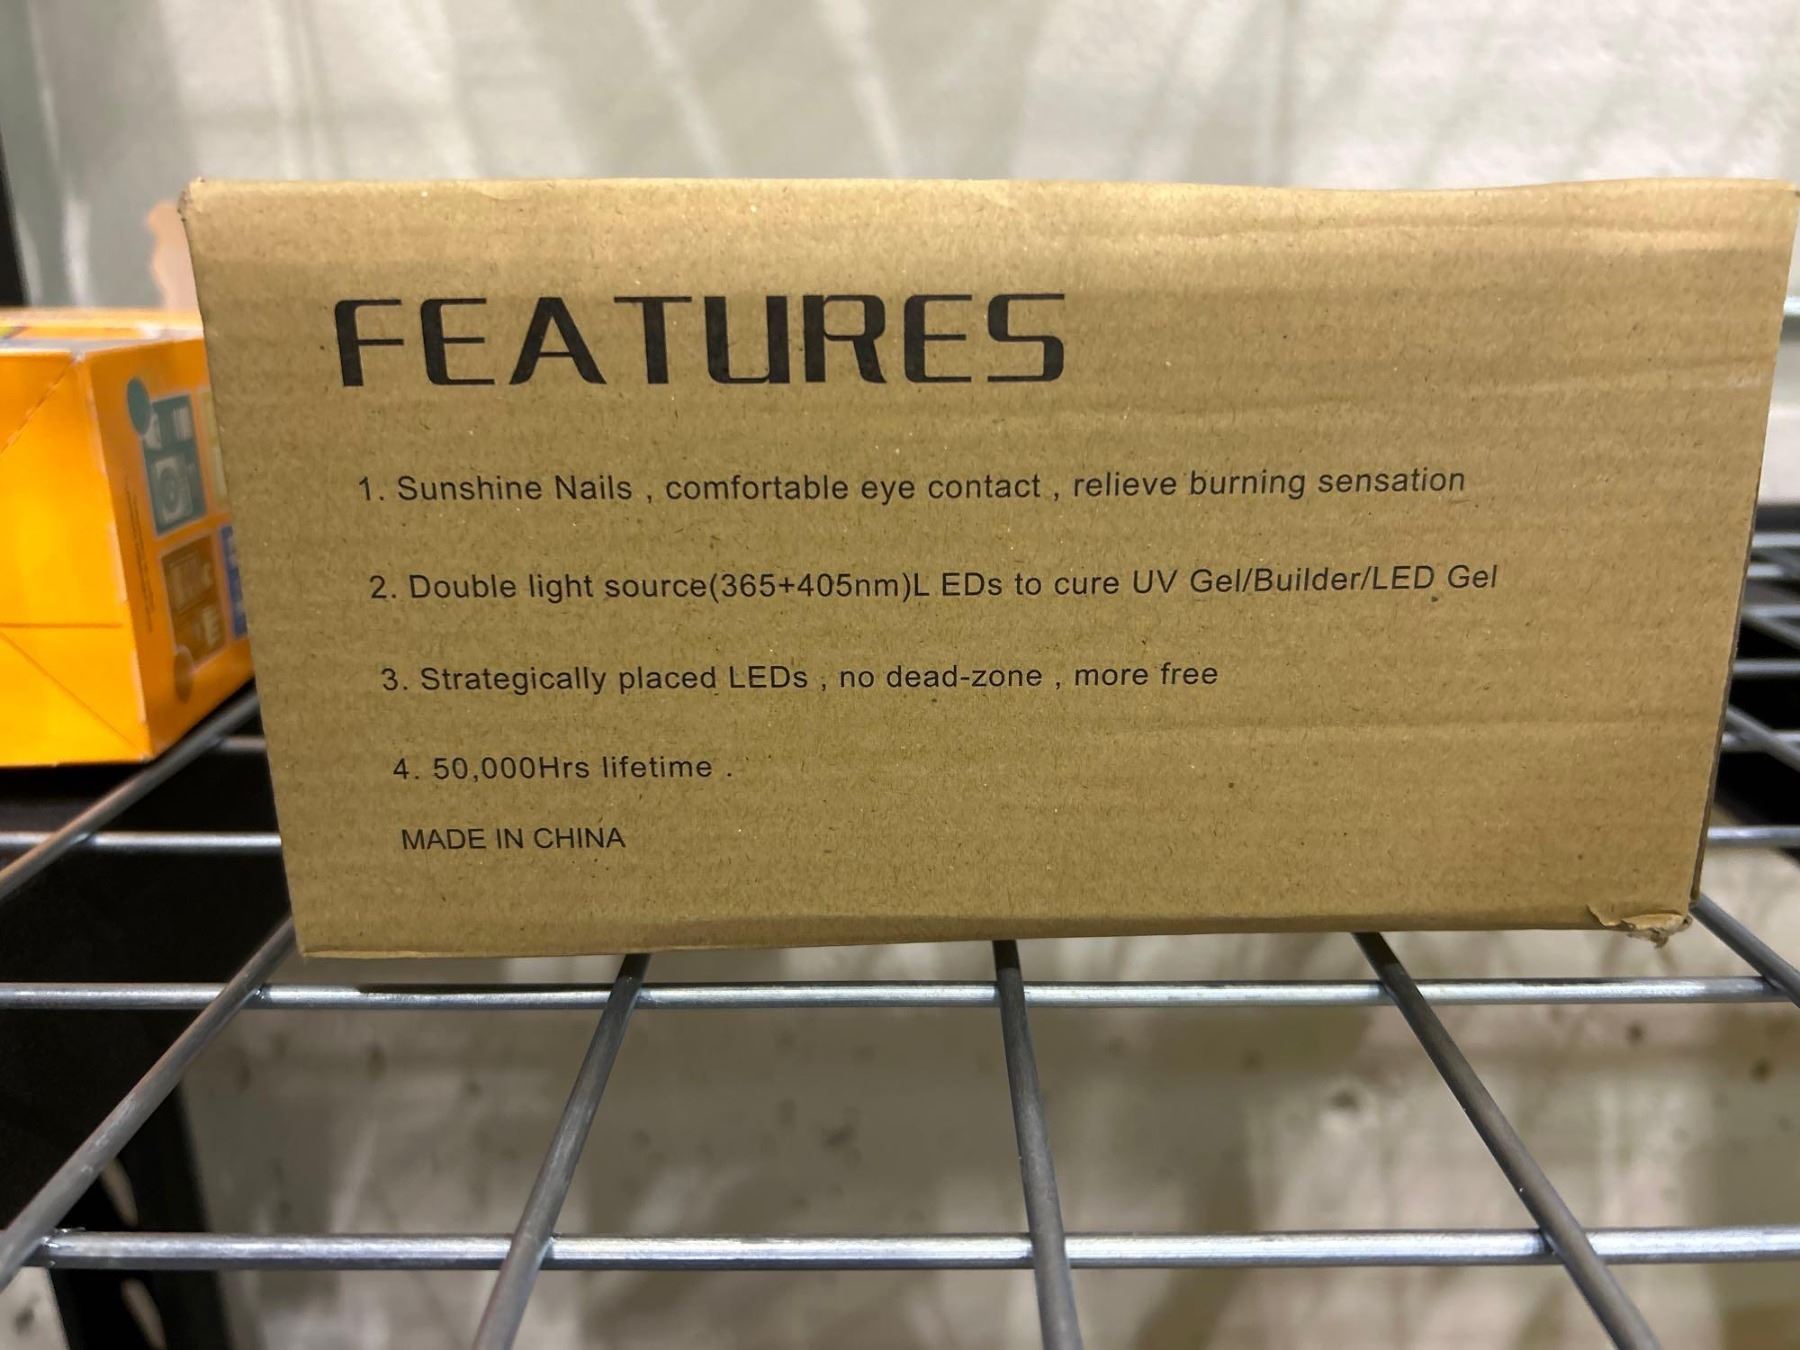 FEATURES
1. Sunshine Nails , comfortable eye contact , relieve burning sensation
2. Double light source(365+405nm)L EDs to cure UV Gel/Builder/LED Gel
3. Strategically placed LEDs , no dead-zone , more free
4. 50,000Hrs lifetime .
MADE IN CHINA